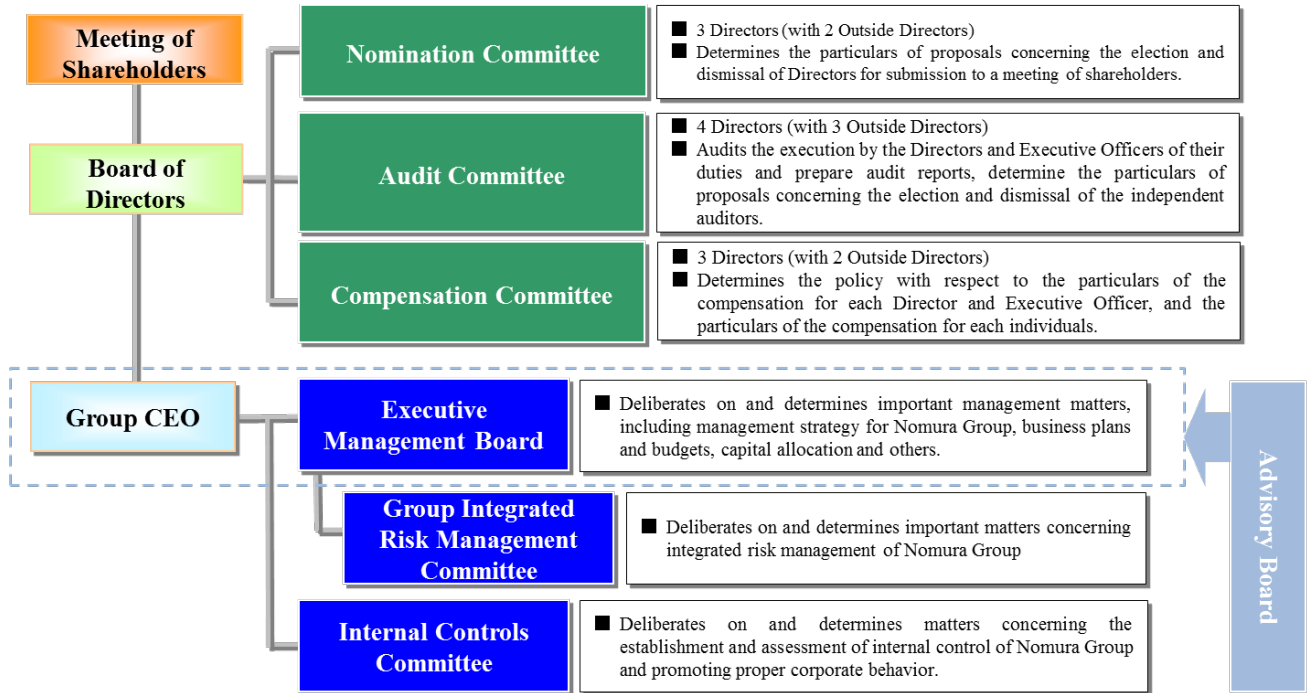 Meeting of
Shareholders
Nomination Committee
■ 3 Directors (with 2 Outside Directors)
■ Determines the particulars of proposals concerning the election and
dismissal of Directors for submission to a meeting of shareholders.
Board of
Directors
Audit Committee
■ 4 Directors (with 3 Outside Directors)
■ Audits the execution by the Directors and Executive Officers of their
duties and prepare audit reports, determine the particulars of
proposals concerning the election and dismissal of the independent
auditors.
Compensation Committee
■ 3 Directors (with 2 Outside Directors)
■ Determines the policy with respect to the particulars of the
compensation for each Director and Executive Officer, and the
particulars of the compensation for each individuals.
Group CEO
Executive
Management Board
■ Deliberates on and determines important management matters,
including management strategy for Nomura Group, business plans
and budgets, capital allocation and others.
Group Integrated
Risk Management
Committee
■ Deliberates on and determines important matters concerning
integrated risk management of Nomura Group
Internal Controls
Committee
■ Deliberates on and determines matters concerning the
establishment and assessment of internal control of Nomura Group
and promoting proper corporate behavior.
Advisory Board